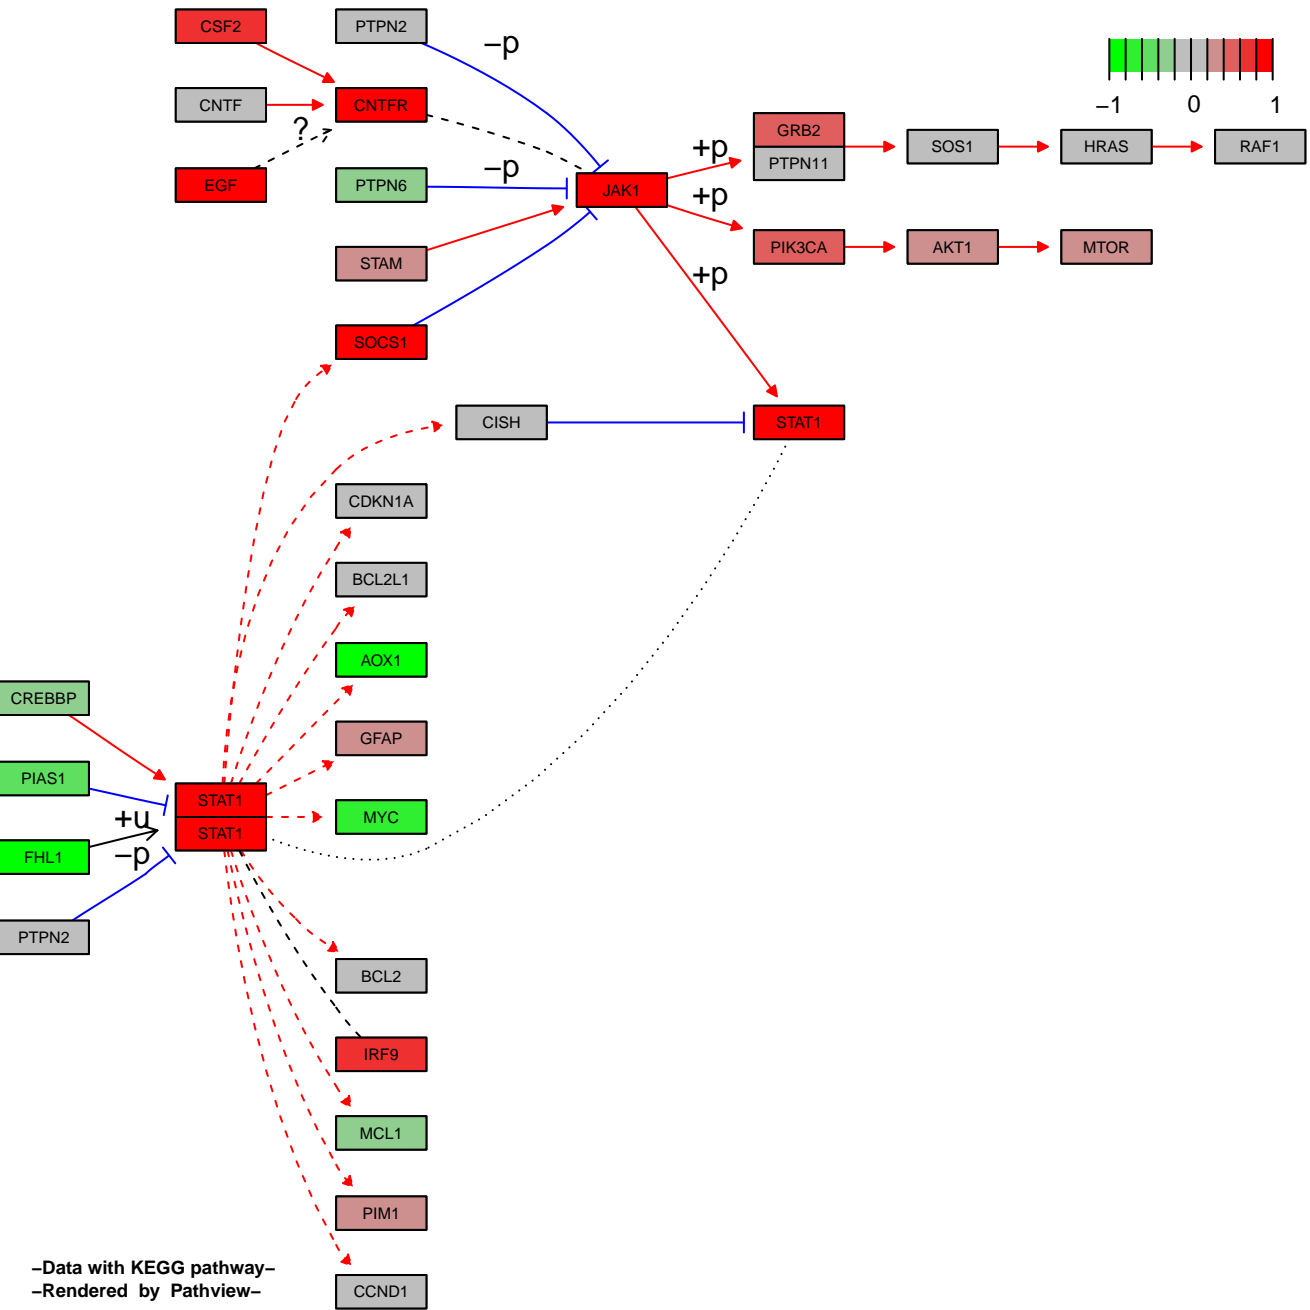 CSF2
PTPN2
–p
–1
0
1
CNTF
CNTFR
?
GRB2
PTPN11
+p
SOS1
HRAS
RAF1
EGF
PTPN6
–p
JAK1
+p
STAM
PIK3CA
AKT1
MTOR
+p
SOCS1
CISH
STAT1
CDKN1A
BCL2L1
AOX1
CREBBP
GFAP
PIAS1
STAT1
MYC
+u
STAT1
FHL1
–p
PTPN2
BCL2
IRF9
MCL1
PIM1
–Data with KEGG pathway–
–Rendered by Pathview–
CCND1